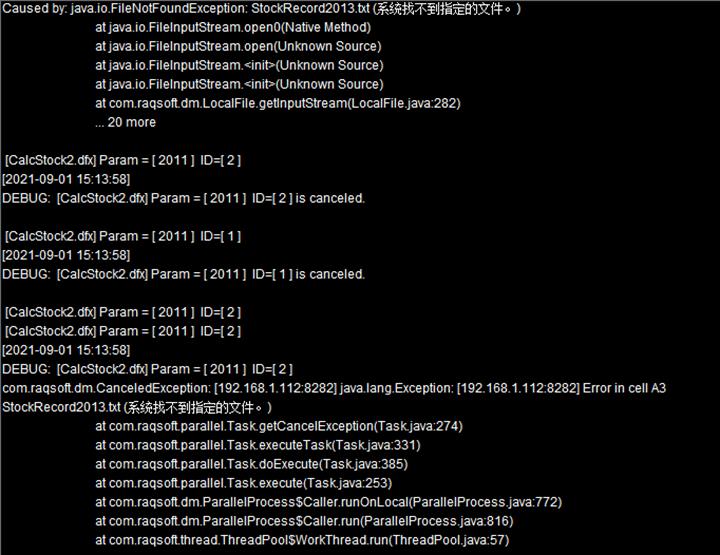 Caused by: java.io.FileNotFoundException: StockRecord2013.txt (系统找不到指定的文件。)
at java.io.FileInputStream.open0(Native Method)
at java.io.FileInputStream.open(Unknown Source)
at java.io.FileInputStream.<init>(Unknown Source)
at java.io.FileInputStream.<init>(Unknown Source)
at com.raqsoft.dm.LocalFile.getInputStream(LocalFile.java:282)
... 20 more
[CalcStock2.dfx] Param = [ 2011 ]  ID=[ 2 ]
[2021-09-01 15:13:58]
DEBUG:  [CalcStock2.dfx] Param = [ 2011 ]  ID=[ 2 ] is canceled.
[CalcStock2.dfx] Param = [ 2011 ]  ID=[ 1 ]
[2021-09-01 15:13:58]
DEBUG:  [CalcStock2.dfx] Param = [ 2011 ]  ID=[ 1 ] is canceled.
[CalcStock2.dfx] Param = [ 2011 ]  ID=[ 2 ]
[CalcStock2.dfx] Param = [ 2011 ]  ID=[ 2 ]
[2021-09-01 15:13:58]
DEBUG:  [CalcStock2.dfx] Param = [ 2011 ]  ID=[ 2 ]
com.raqsoft.dm.CanceledException: [192.168.1.112:8282] java.lang.Exception: [192.168.1.112:8282] Error in cell A3
StockRecord2013.txt (系统找不到指定的文件。)
at com.raqsoft.parallel.Task.getCancelException(Task.java:274)
at com.raqsoft.parallel.Task.executeTask(Task.java:331)
at com.raqsoft.parallel.Task.doExecute(Task.java:385)
at com.raqsoft.parallel.Task.execute(Task.java:253)
at com.raqsoft.dm.ParallelProcess$Caller.runOnLocal(ParallelProcess.java:772)
at com.raqsoft.dm.ParallelProcess$Caller.run(ParallelProcess.java:816)
at com.raqsoft.thread.ThreadPool$WorkThread.run(ThreadPool.java:57)